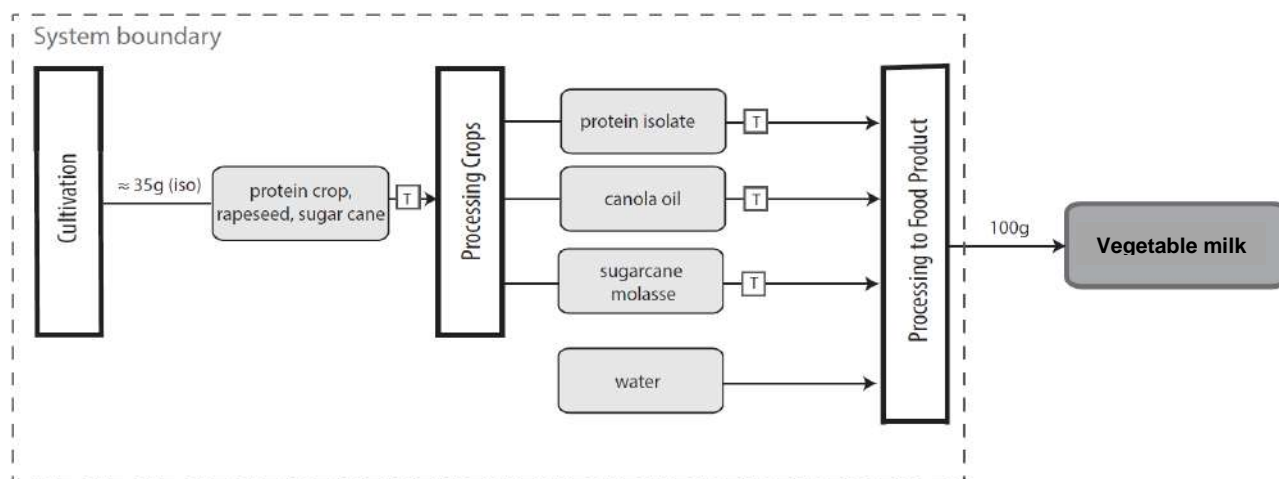 System boundary
Cultivation
≈ 35g (iso)
protein crop,
rapeseed, sugar cane
T
Processing Crops
protein isolate
T
canola oil
T
sugarcane
molasse
T
water
Processing to Food Product
100g
Vegetable milk